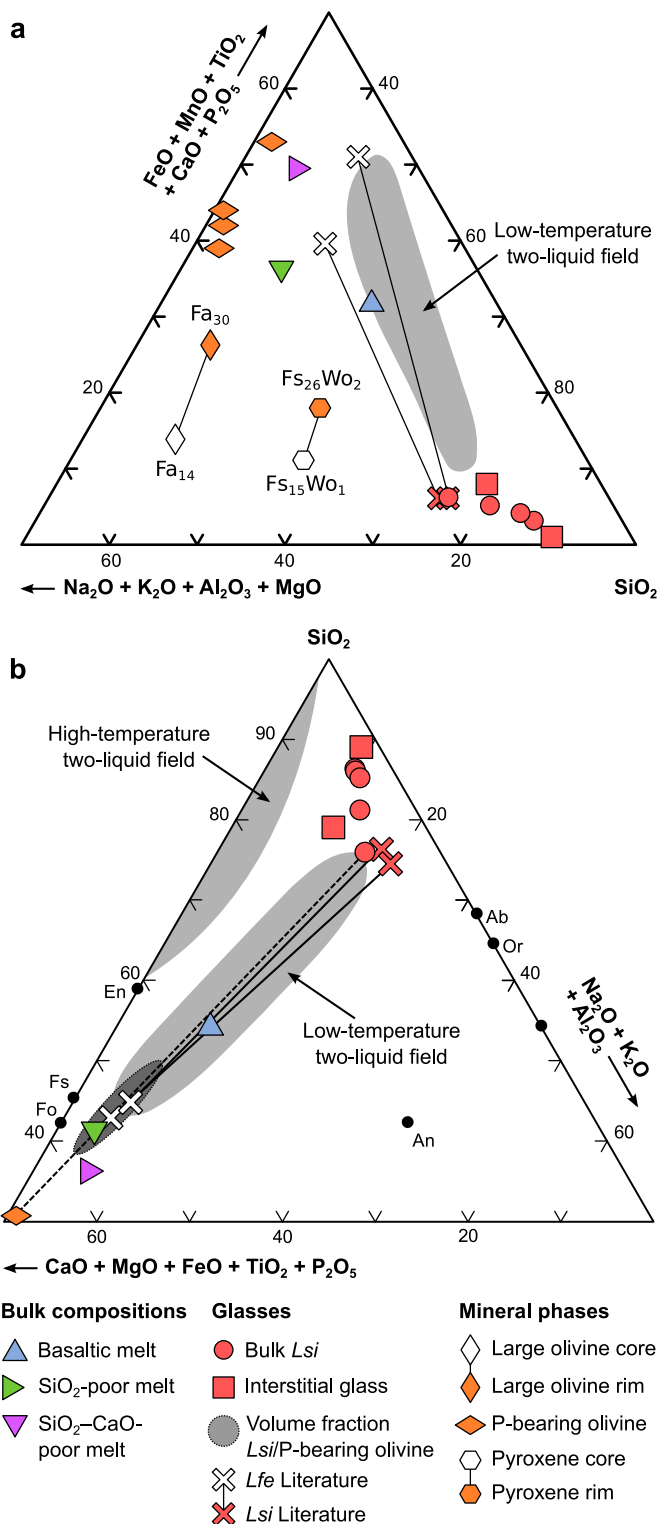 a
FeO + MnO + TiO2
+ CaO + P2O5
60
40
40
60
Low-temperature
two-liquid field
Fa30
20
Fs26Wo2
80
Fa14
Fs15Wo1
60
40
20
← Na2O + K2O + Al2O3 + MgO
SiO2
SiO2
b
High-temperature
two-liquid field
90
80
20
Ab
Or
60
En
40
Na2O + K2O
+ Al2O3
Low-temperature
two-liquid field
Fs
Fo
40
An
60
60
40
20
← CaO + MgO + FeO + TiO2 + P2O5
Bulk compositions
Basaltic melt
SiO2-poor melt
SiO2–CaO-
poor melt
Glasses
Bulk Lsi
Interstitial glass
Volume fraction
Lsi/P-bearing olivine
Lfe Literature
Lsi Literature
Mineral phases
Large olivine core
Large olivine rim
P-bearing olivine
Pyroxene core
Pyroxene rim